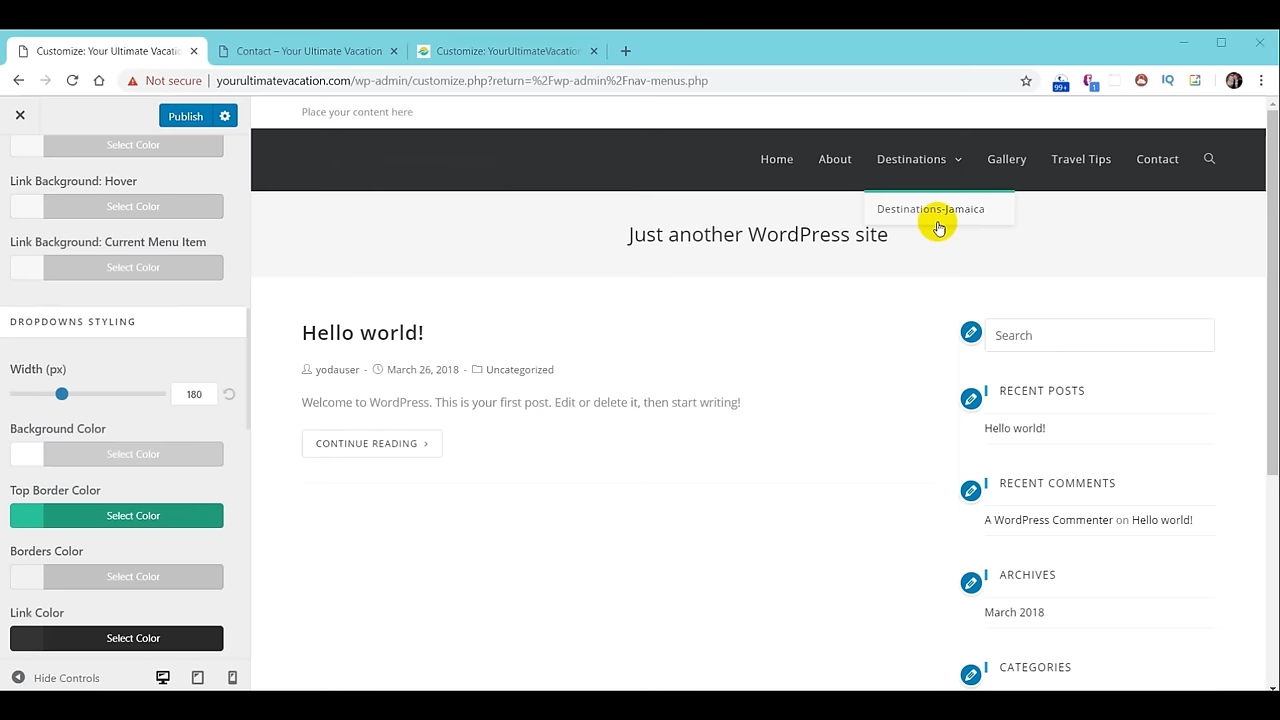 Customize: Your Ultimate Vacatio
Contact – Your Ultimate Vacation
Customize: YourUltimateVacation
Not secure
yourultimatevacation.com/wp-admin/customize.php?return=%2Fwp-admin%2Fnav-menus.php
99+
1
IQ
Publish
Select Color
Link Background: Hover
Select Color
Link Background: Current Menu Item
Select Color
DROPDOWNS STYLING
Width (px)
180
Background Color
Select Color
Top Border Color
Select Color
Borders Color
Select Color
Link Color
Select Color
Hide Controls
Place your content here
Home About Destinations Gallery Travel Tips Contact
Destinations-Jamaica
Just another WordPress site
Hello world!
yodauser - March 26, 2018 - Uncategorized
Welcome to WordPress. This is your first post. Edit or delete it, then start writing!
CONTINUE READING
Search
RECENT POSTS
Hello world!
RECENT COMMENTS
A WordPress Commenter on Hello world!
ARCHIVES
March 2018
CATEGORIES